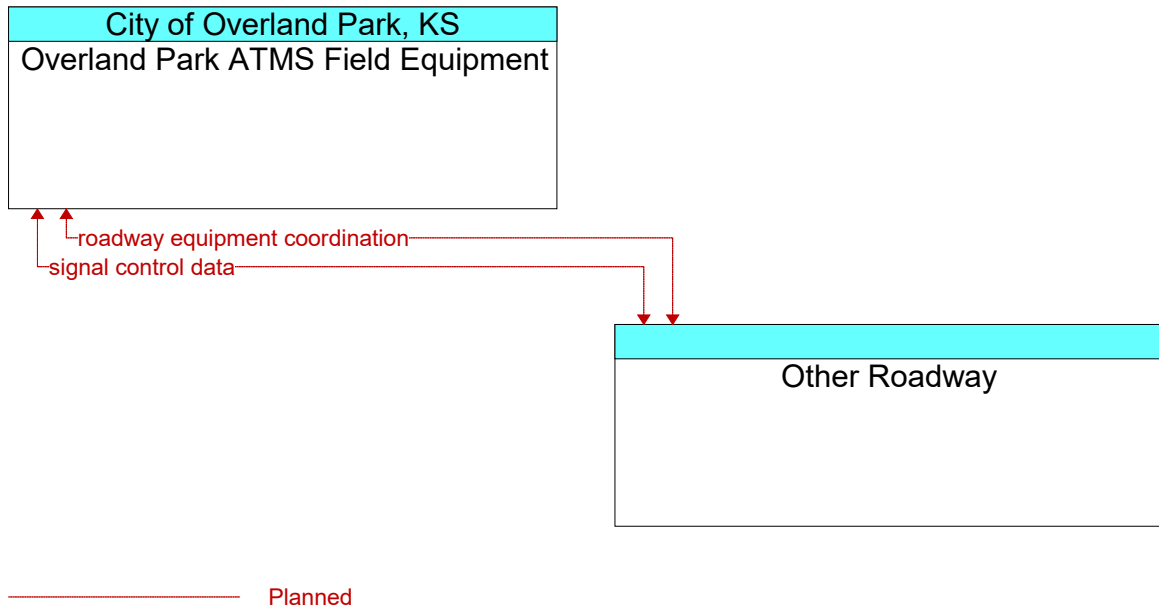 City of Overland Park, KS
Overland Park ATMS Field Equipment
roadway equipment coordination
signal control data
Other Roadway
Planned